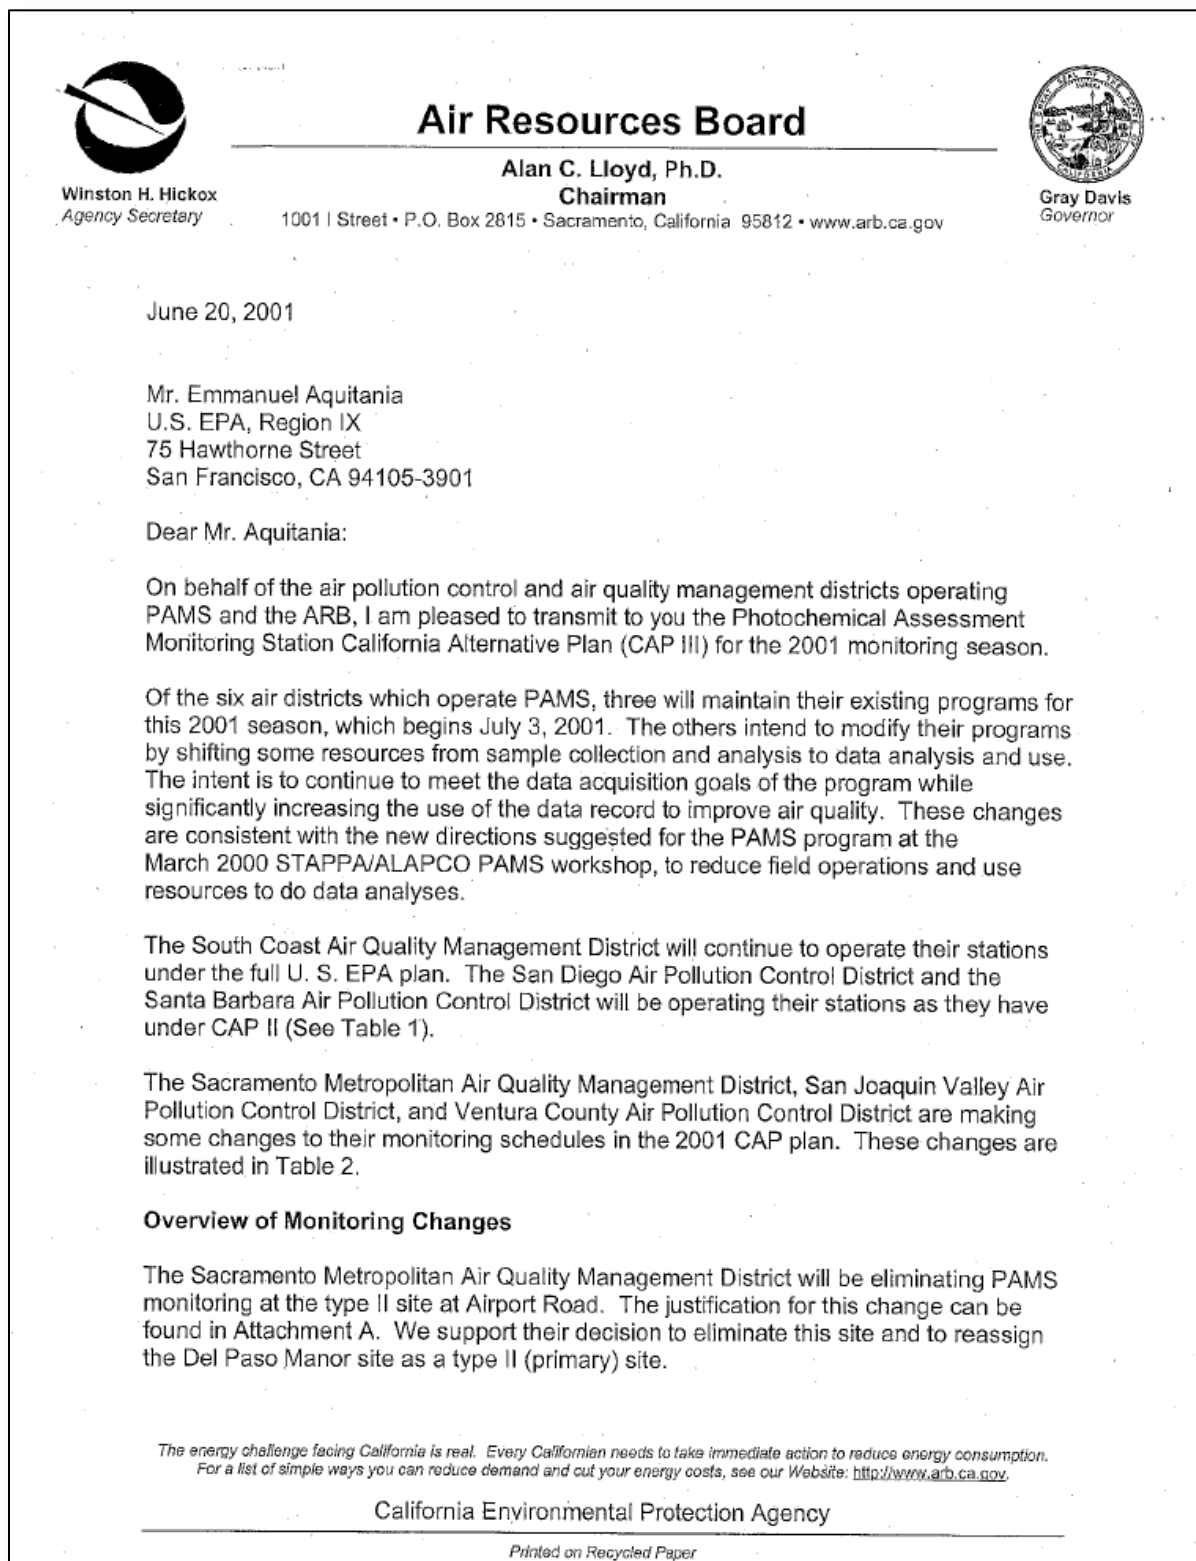 Air Resources Board
Alan C. Lloyd, Ph.D.
Chairman
1001 I Street • P.O. Box 2815 • Sacramento, California 95812 • www.arb.ca.gov
Winston H. Hickox
Agency Secretary
Gray Davis
Governor
June 20, 2001
Mr. Emmanuel Aquitania
U.S. EPA, Region IX
75 Hawthorne Street
San Francisco, CA 94105-3901
Dear Mr. Aquitania:
On behalf of the air pollution control and air quality management districts operating
PAMS and the ARB, I am pleased to transmit to you the Photochemical Assessment
Monitoring Station California Alternative Plan (CAP III) for the 2001 monitoring season.
Of the six air districts which operate PAMS, three will maintain their existing programs for
this 2001 season, which begins July 3, 2001. The others intend to modify their programs
by shifting some resources from sample collection and analysis to data analysis and use.
The intent is to continue to meet the data acquisition goals of the program while
significantly increasing the use of the data record to improve air quality. These changes
are consistent with the new directions suggested for the PAMS program at the
March 2000 STAPPA/ALAPCO PAMS workshop, to reduce field operations and use
resources to do data analyses.
The South Coast Air Quality Management District will continue to operate their stations
under the full U. S. EPA plan. The San Diego Air Pollution Control District and the
Santa Barbara Air Pollution Control District will be operating their stations as they have
under CAP II (See Table 1).
The Sacramento Metropolitan Air Quality Management District, San Joaquin Valley Air
Pollution Control District, and Ventura County Air Pollution Control District are making
some changes to their monitoring schedules in the 2001 CAP plan. These changes are
illustrated in Table 2.
Overview of Monitoring Changes
The Sacramento Metropolitan Air Quality Management District will be eliminating PAMS
monitoring at the type II site at Airport Road. The justification for this change can be
found in Attachment A. We support their decision to eliminate this site and to reassign
the Del Paso Manor site as a type II (primary) site.
The energy challenge facing California is real. Every Californian needs to take immediate action to reduce energy consumption.
For a list of simple ways you can reduce demand and cut your energy costs, see our Website: http://www.arb.ca.gov.
California Environmental Protection Agency
Printed on Recycled Paper